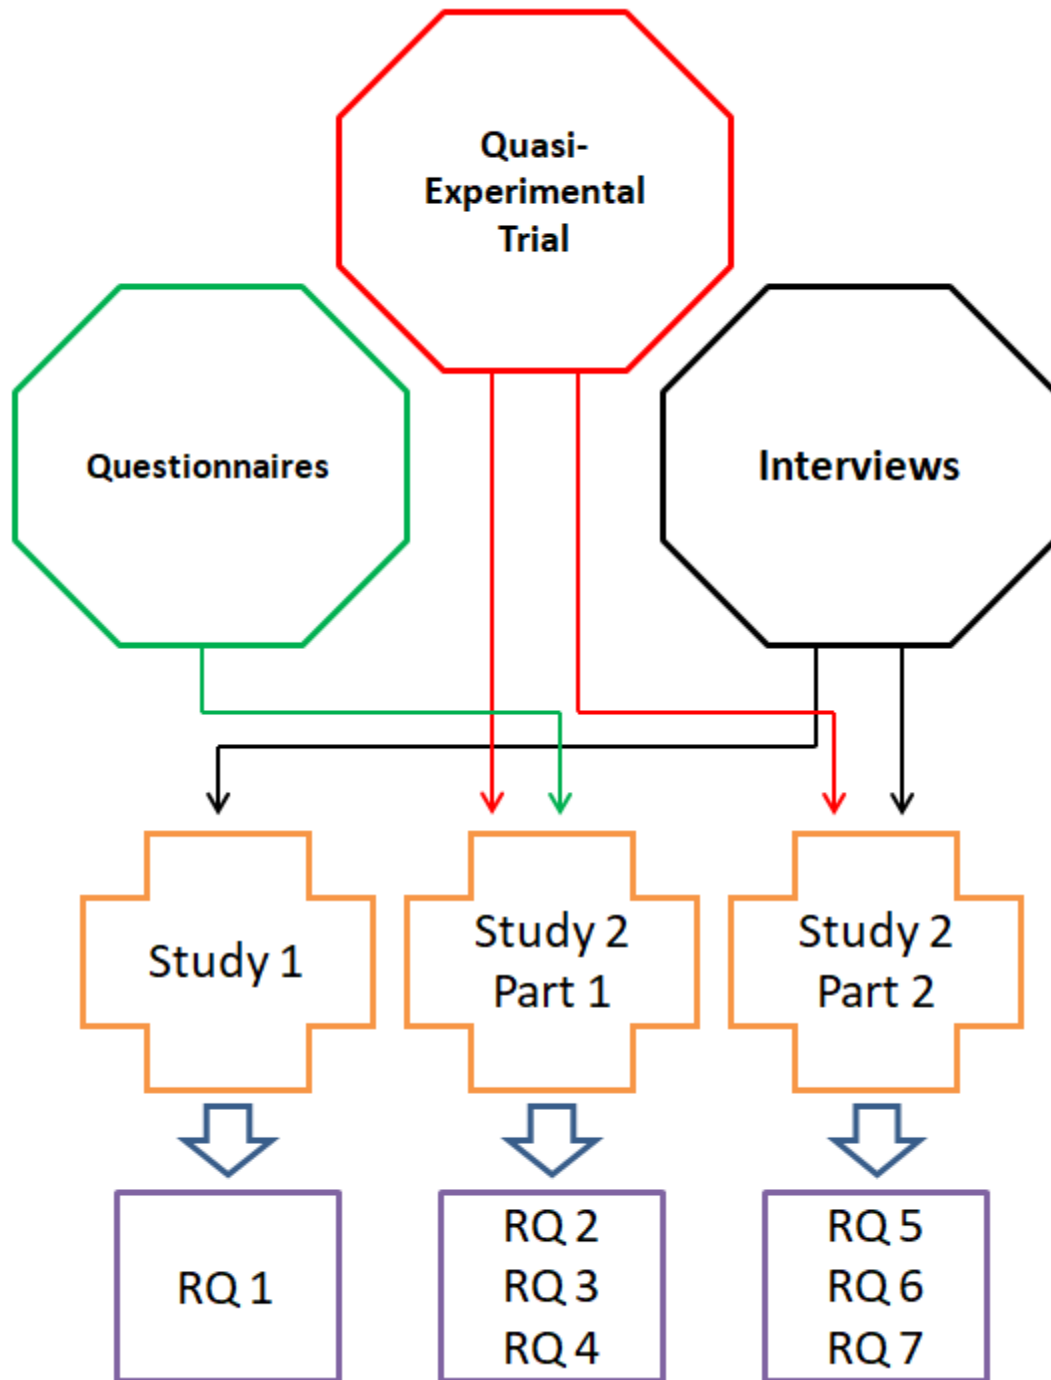 Quasi-
Experimental
Trial
Questionnaires
Interviews
Study 1
Study 2
Part 1
Study 2
Part 2
RQ 1
RQ 2
RQ 3
RQ 4
RQ 5
RQ 6
RQ 7